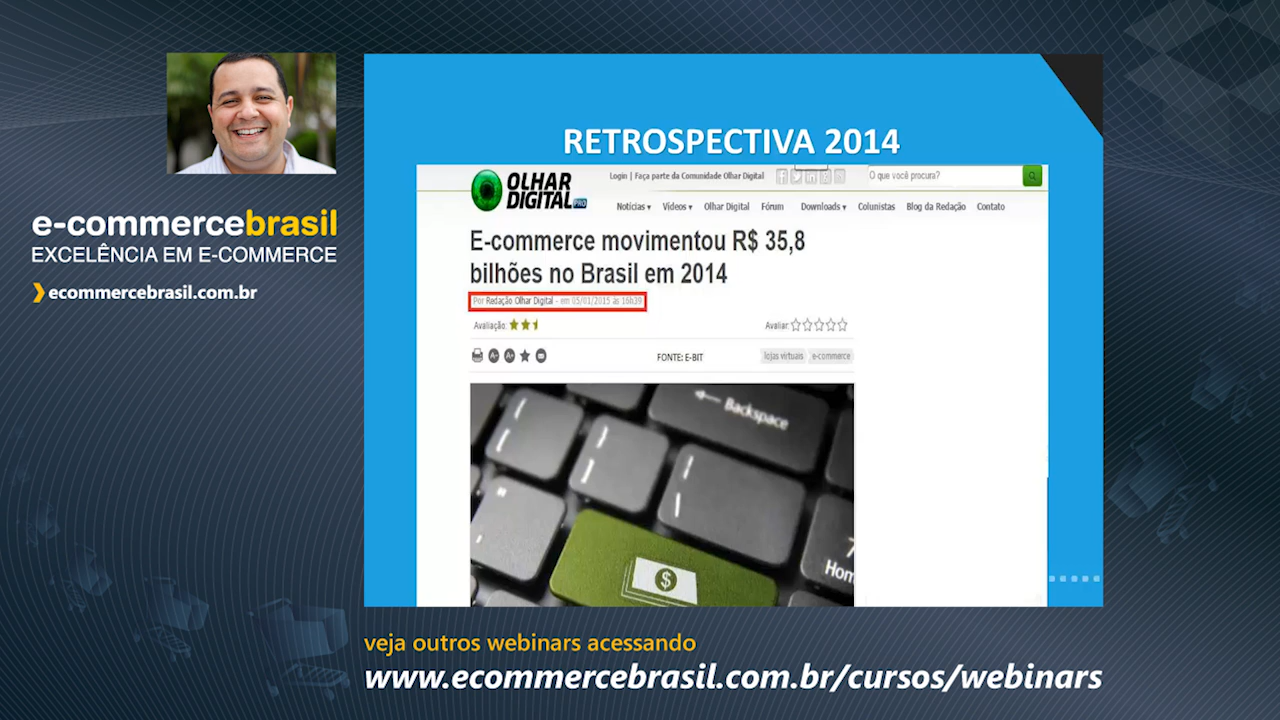 e-commercebrasil
EXCELÊNCIA EM E-COMMERCE
ecommercebrasil.com.br
RETROSPECTIVA 2014
OLHAR
DIGITAL PRO
Login | Faça parte da Comunidade Olhar Digital
O que você procura?
Notícias Vídeos Olhar Digital Fórum Downloads Colunistas Blog da Redação Contato
E-commerce movimentou R$ 35,8
bilhões no Brasil em 2014
Por Redação Olhar Digital - em 05/01/2015 às 16h39
Avaliação:
Avaliar:
FONTE: E-BIT
lojas virtuais
e-commerce
Backspace
Hom
$
veja outros webinars acessando
www.ecommercebrasil.com.br/cursos/webinars